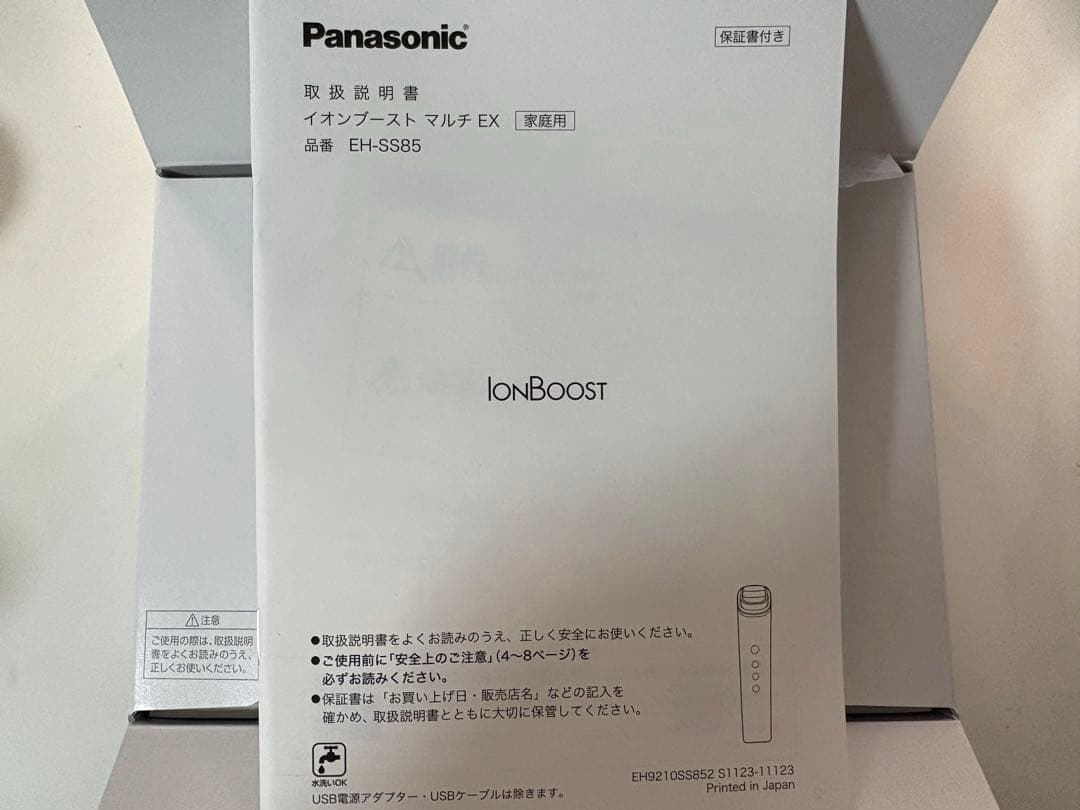 Panasonic®
保証書付き
取扱説明書
イオンブースト マルチ EX 家庭用
品番 EH-SS85
IONBOOST
⚠注意
ご使用の際は、取扱説明
書をよくお読みのうえ、
正しくお使いください。
●取扱説明書をよくお読みのうえ、正しく安全にお使いください。
●ご使用前に「安全上のご注意」(4〜8ページ)を
必ずお読みください。
●保証書は「お買い上げ日・販売店名」などの記入を
確かめ、取扱説明書とともに大切に保管してください。
水洗いOK
USB電源アダプター・USBケーブルは除きます。
EH9210SS852 S1123-11123
Printed in Japan